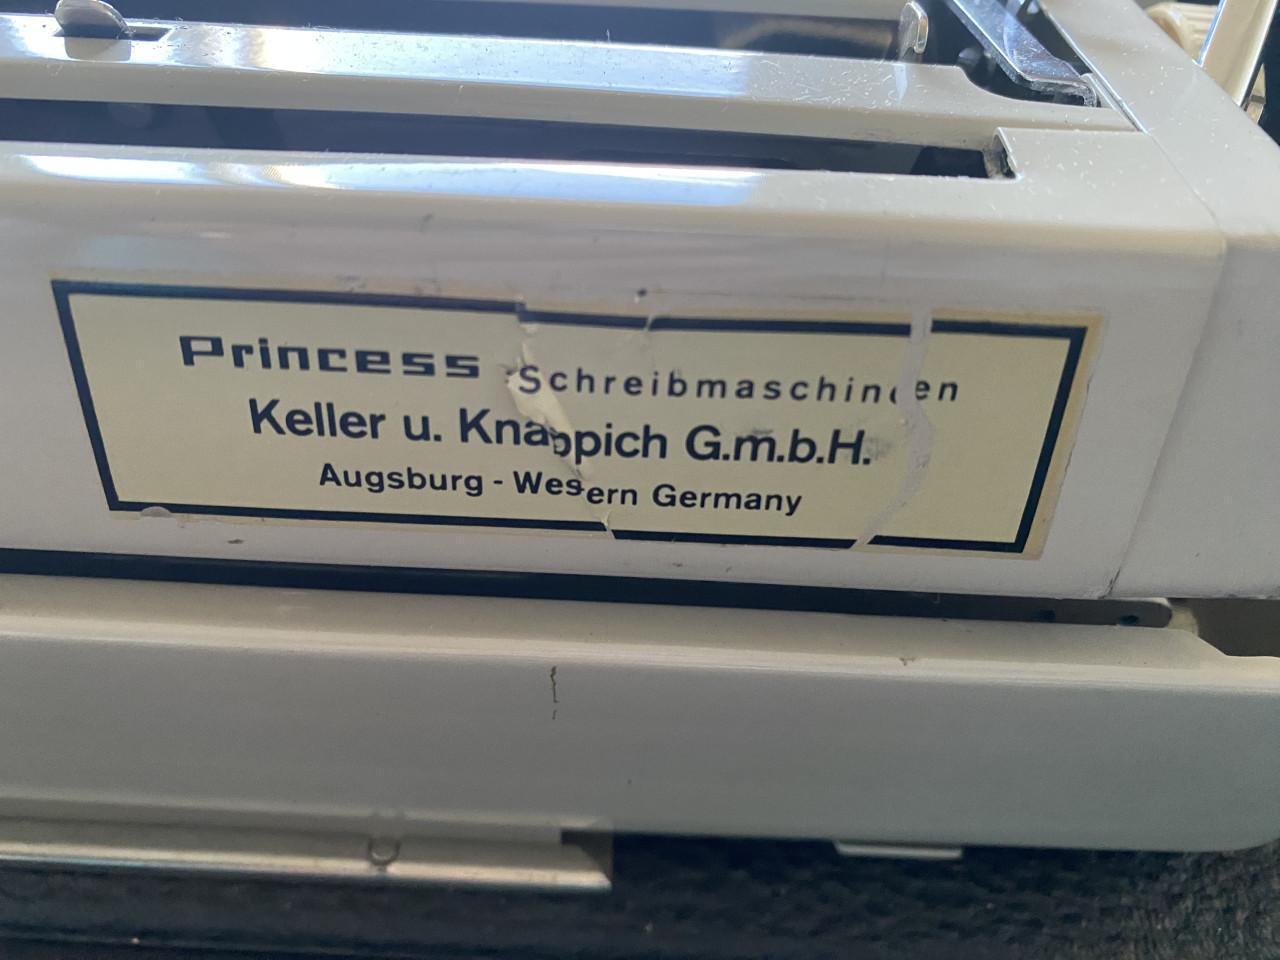 Princess Schreibmaschinen
Keller u. Knappich G.m.b.H.
Augsburg - Western Germany